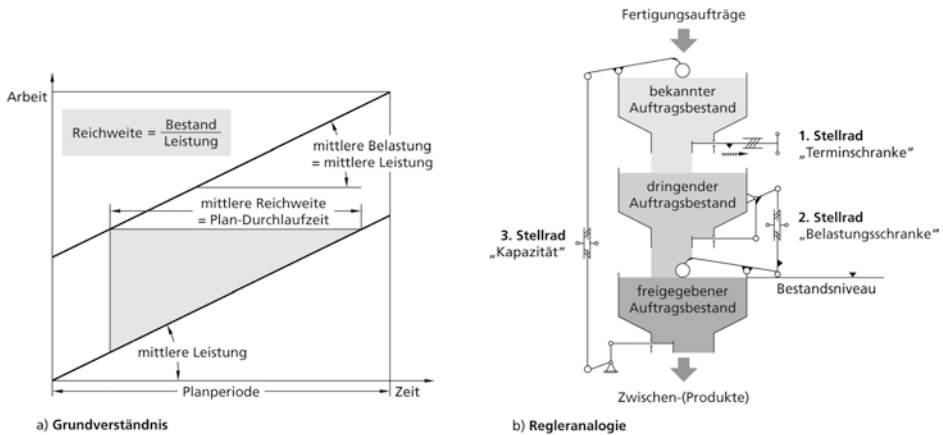 Arbeit
Reichweite = Bestand
Leistung
mittlere Belastung
= mittlere Leistung
mittlere Reichweite
= Plan-Durchlaufzeit
mittlere Leistung
Planperiode
Zeit
a) Grundverständnis
Fertigungsaufträge
bekannter
Auftragsbestand
1. Stellrad
„Terminschranke“
dringender
Auftragsbestand
2. Stellrad
„Belastungsschranke“
3. Stellrad
„Kapazität“
Bestandsniveau
freigegebener
Auftragsbestand
Zwischen-(Produkte)
b) Regleranalogie